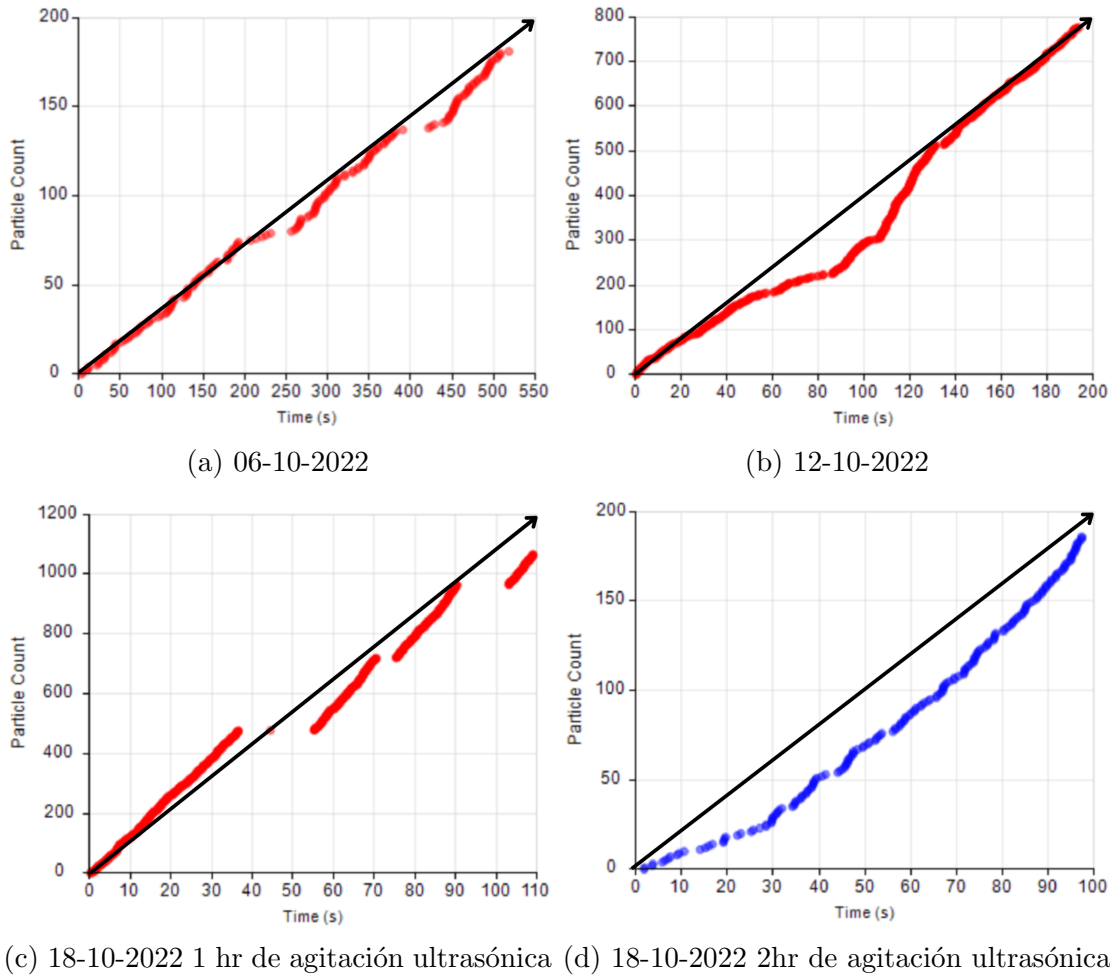 200
150
100
50
0
Particle Count
0 50 100 150 200 250 300 350 400 450 500 550
Time (s)
(a) 06-10-2022
800
700
600
500
400
300
200
100
0
Particle Count
0 20 40 60 80 100 120 140 160 180 200
Time (s)
(b) 12-10-2022
1200
1000
800
600
400
200
0
Particle Count
0 10 20 30 40 50 60 70 80 90 100 110
Time (s)
(c) 18-10-2022 1 hr de agitación ultrasónica
200
150
100
50
0
Particle Count
0 10 20 30 40 50 60 70 80 90 100
Time (s)
(d) 18-10-2022 2hr de agitación ultrasónica